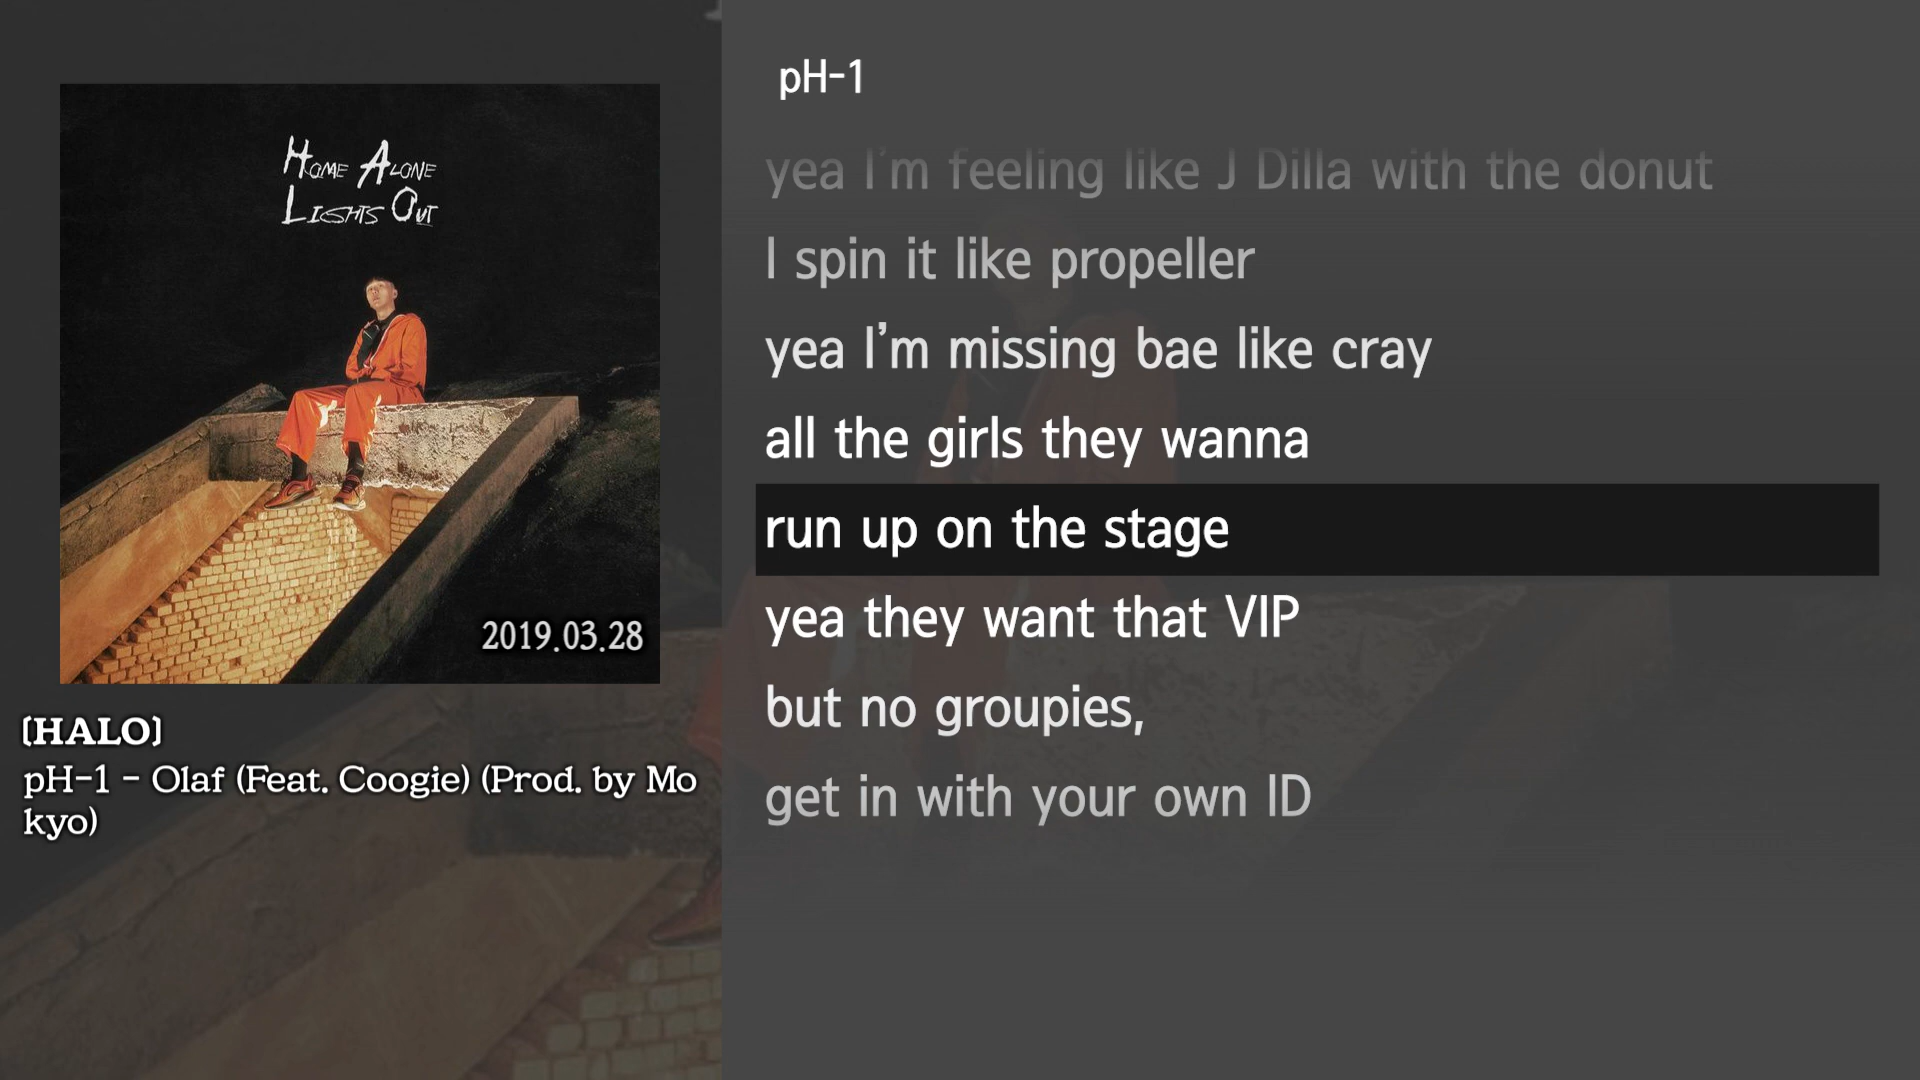 HOME ALONE
LIGHTS OUT
2019.03.28
[HALO]
pH-1 - Olaf (Feat. Coogie) (Prod. by Mo
kyo)
pH-1
yea I'm feeling like J Dilla with the donut
I spin it like propeller
yea I'm missing bae like cray
all the girls they wanna
run up on the stage
yea they want that VIP
but no groupies,
get in with your own ID